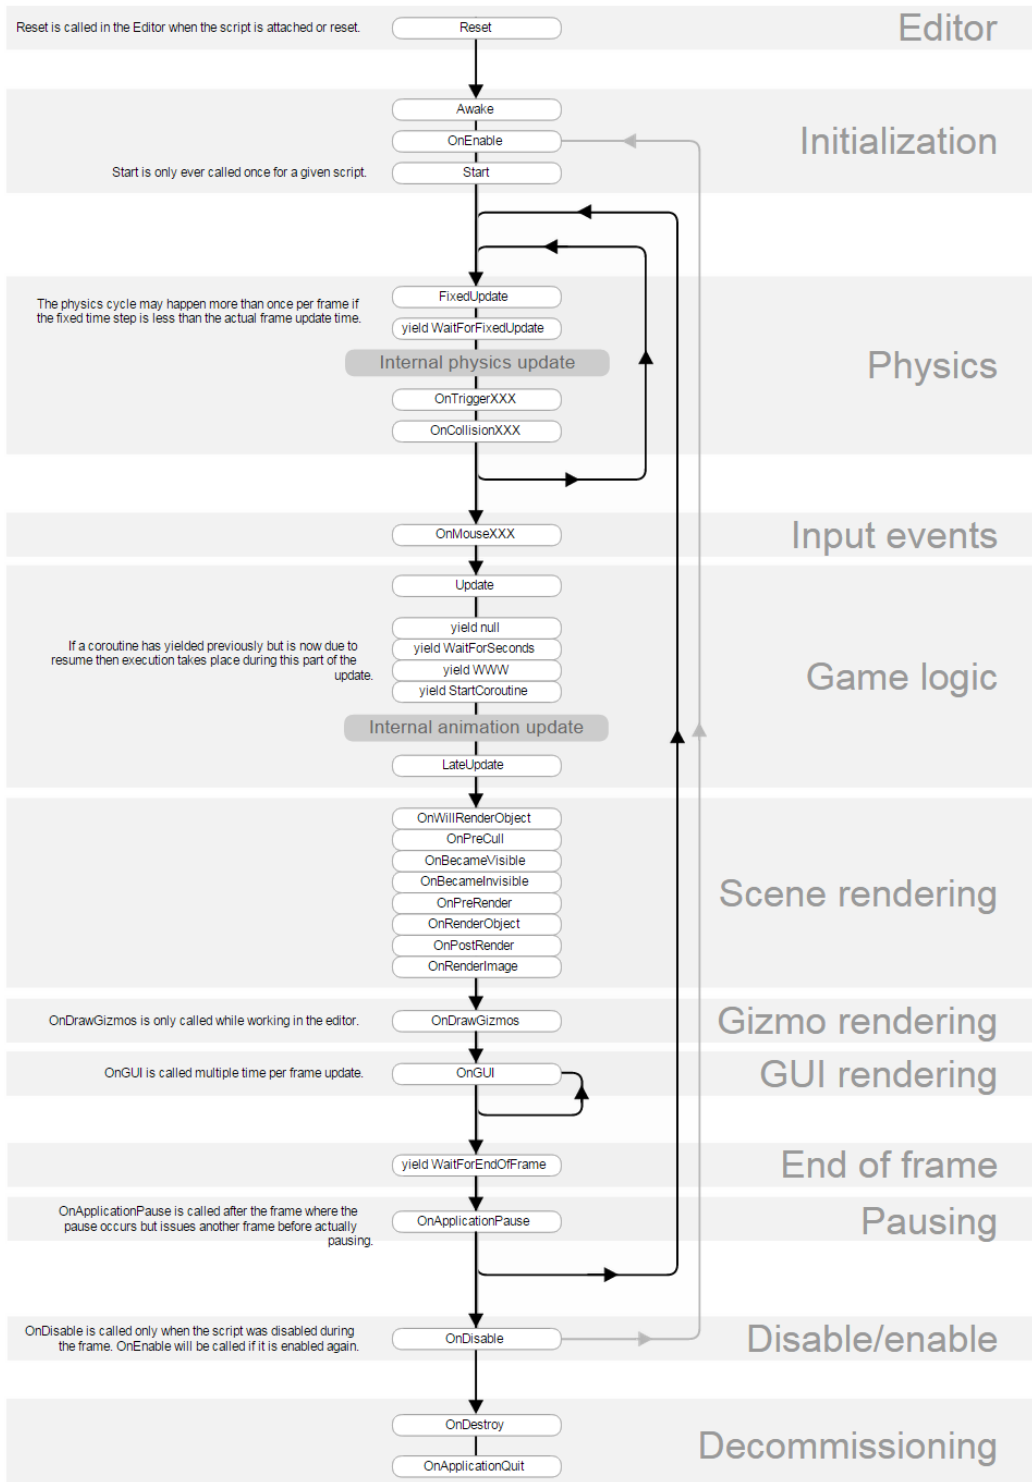 Reset is called in the Editor when the script is attached or reset.
Reset
Editor
Awake
OnEnable
Initialization
Start is only ever called once for a given script.
Start
FixedUpdate
The physics cycle may happen more than once per frame if
the fixed time step is less than the actual frame update time.
yield WaitForFixedUpdate
Internal physics update
Physics
OnTriggerXXX
OnCollisionXXX
OnMouseXXX
Input events
Update
yield null
If a coroutine has yielded previously but is now due to
resume then execution takes place during this part of the
update.
yield WaitForSeconds
yield WWW
yield StartCoroutine
Game logic
Internal animation update
LateUpdate
OnWillRenderObject
OnPreCull
OnBecameVisible
OnBecameInvisible
OnPreRender
OnRenderObject
OnPostRender
OnRenderImage
Scene rendering
OnDrawGizmos is only called while working in the editor.
OnDrawGizmos
Gizmo rendering
OnGUI is called multiple time per frame update.
OnGUI
GUI rendering
yield WaitForEndOfFrame
End of frame
OnApplicationPause is called after the frame where the
pause occurs but issues another frame before actually
pausing.
OnApplicationPause
Pausing
OnDisable is called only when the script was disabled during
the frame. OnEnable will be called if it is enabled again.
OnDisable
Disable/enable
OnDestroy
OnApplicationQuit
Decommissioning